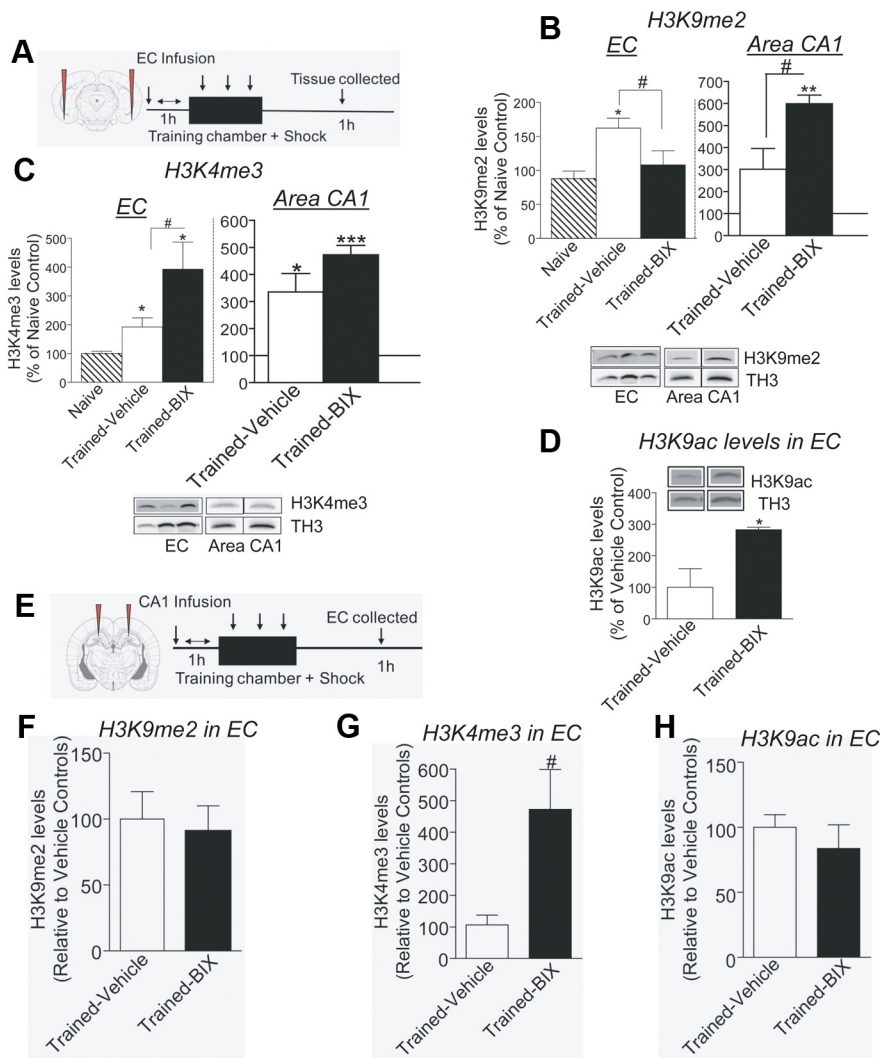 A
EC Infusion
Tissue collected
1h
1h
Training chamber + Shock
B
H3K9me2
EC
Area CA1
H3K9me2 levels
(% of Naive Control)
200
150
100
50
0
*
#
Naive
Trained-Vehicle
Trained-BIX
700
600
500
400
300
200
100
0
#
**
Trained-Vehicle
Trained-BIX
H3K9me2
TH3
EC
Area CA1
C
H3K4me3
EC
Area CA1
H3K4me3 levels
(% of Naive Control)
500
400
300
200
100
0
*
#
*
Naive
Trained-Vehicle
Trained-BIX
600
500
400
300
200
100
0
*
***
Trained-Vehicle
Trained-BIX
H3K4me3
TH3
EC
Area CA1
D
H3K9ac levels in EC
H3K9ac
TH3
H3K9ac levels
(% of Vehicle Control)
400
300
200
100
0
*
Trained-Vehicle
Trained-BIX
E
CA1 Infusion
EC collected
1h
1h
Training chamber + Shock
F
H3K9me2 in EC
H3K9me2 levels
(Relative to Vehicle Controls)
150
100
50
0
Trained-Vehicle
Trained-BIX
G
H3K4me3 in EC
H3K4me3 levels
(Relative to Vehicle Controls)
600
500
400
300
200
100
0
#
Trained-Vehicle
Trained-BIX
H
H3K9ac in EC
H3K9ac levels
(Relative to Vehicle Controls)
150
100
50
0
Trained-Vehicle
Trained-BIX